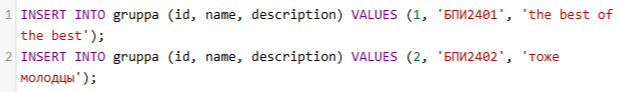 1 INSERT INTO gruppa (id, name, description) VALUES (1, 'БПИ2401', 'the best of
the best');
2 INSERT INTO gruppa (id, name, description) VALUES (2, 'БПИ2402', 'тоже
молодцы');